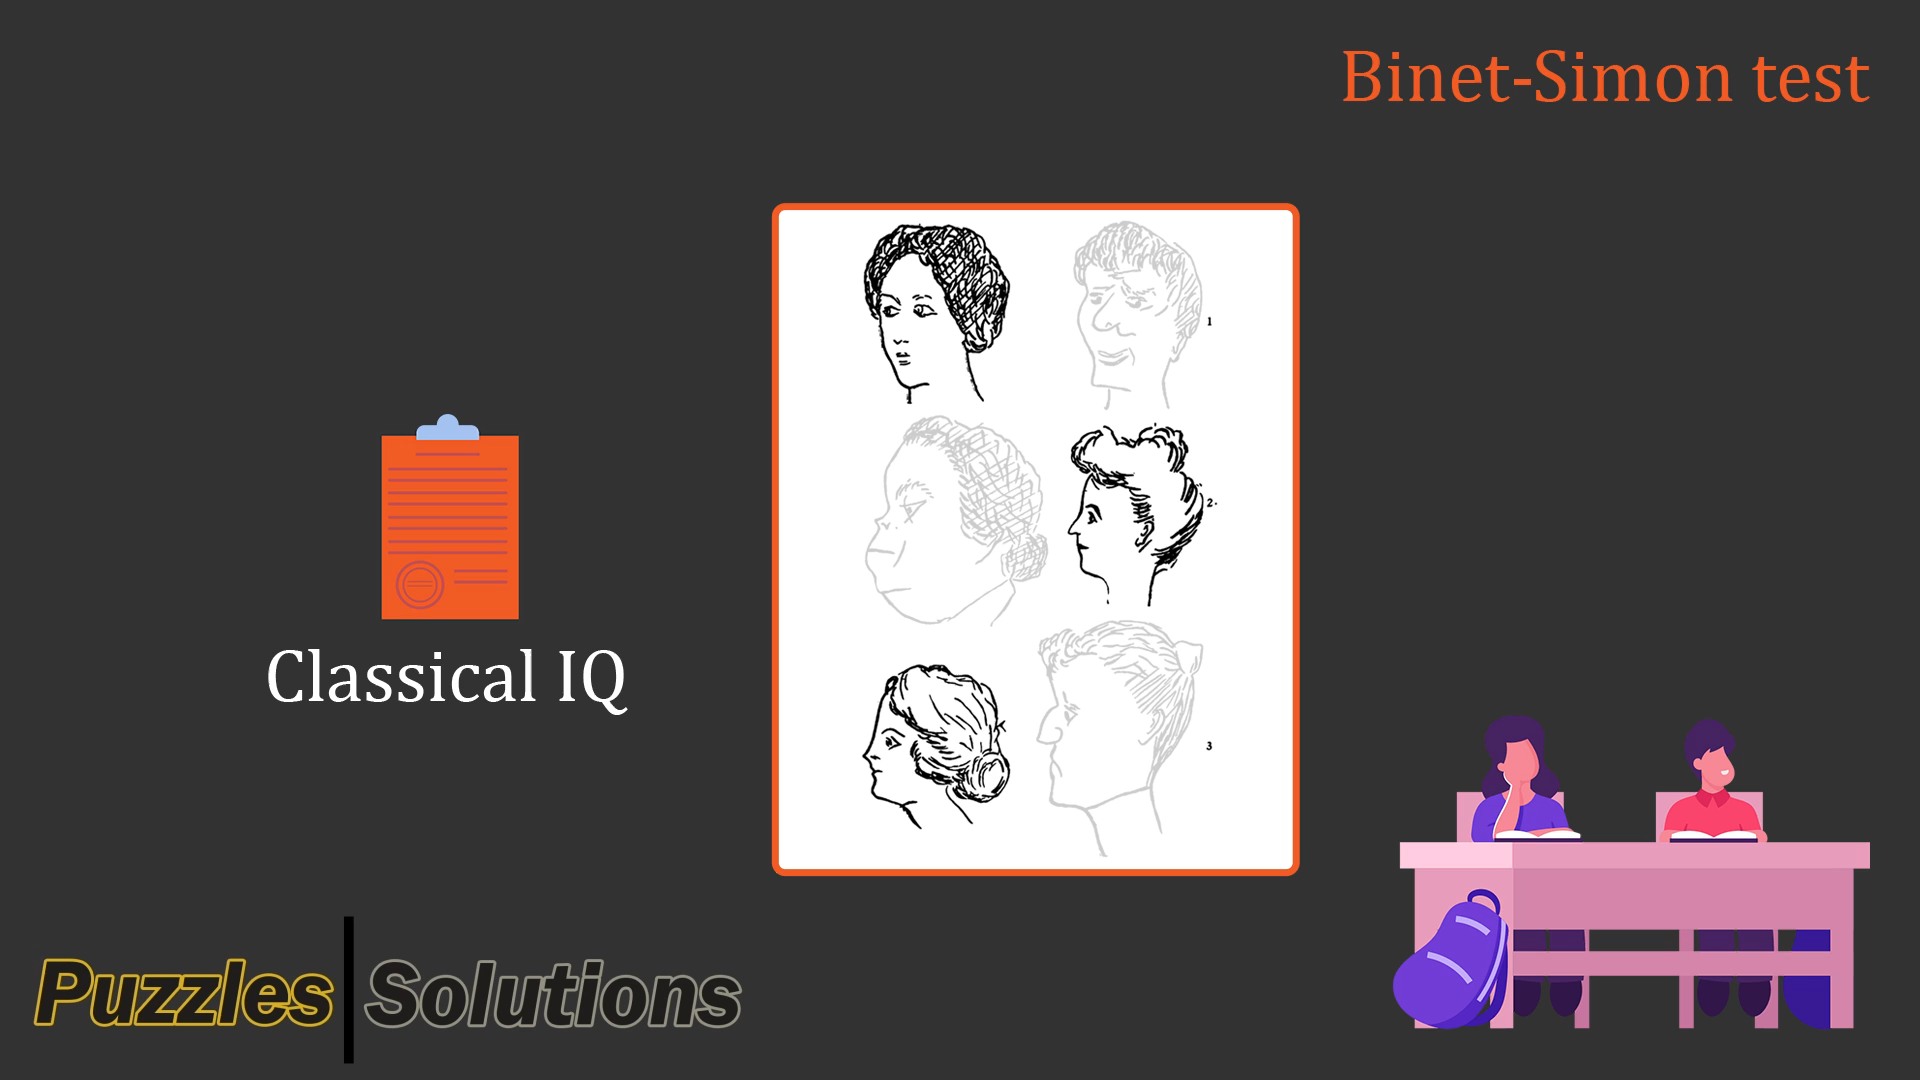 Binet-Simon test
1
2.
3
Classical IQ
Puzzles Solutions